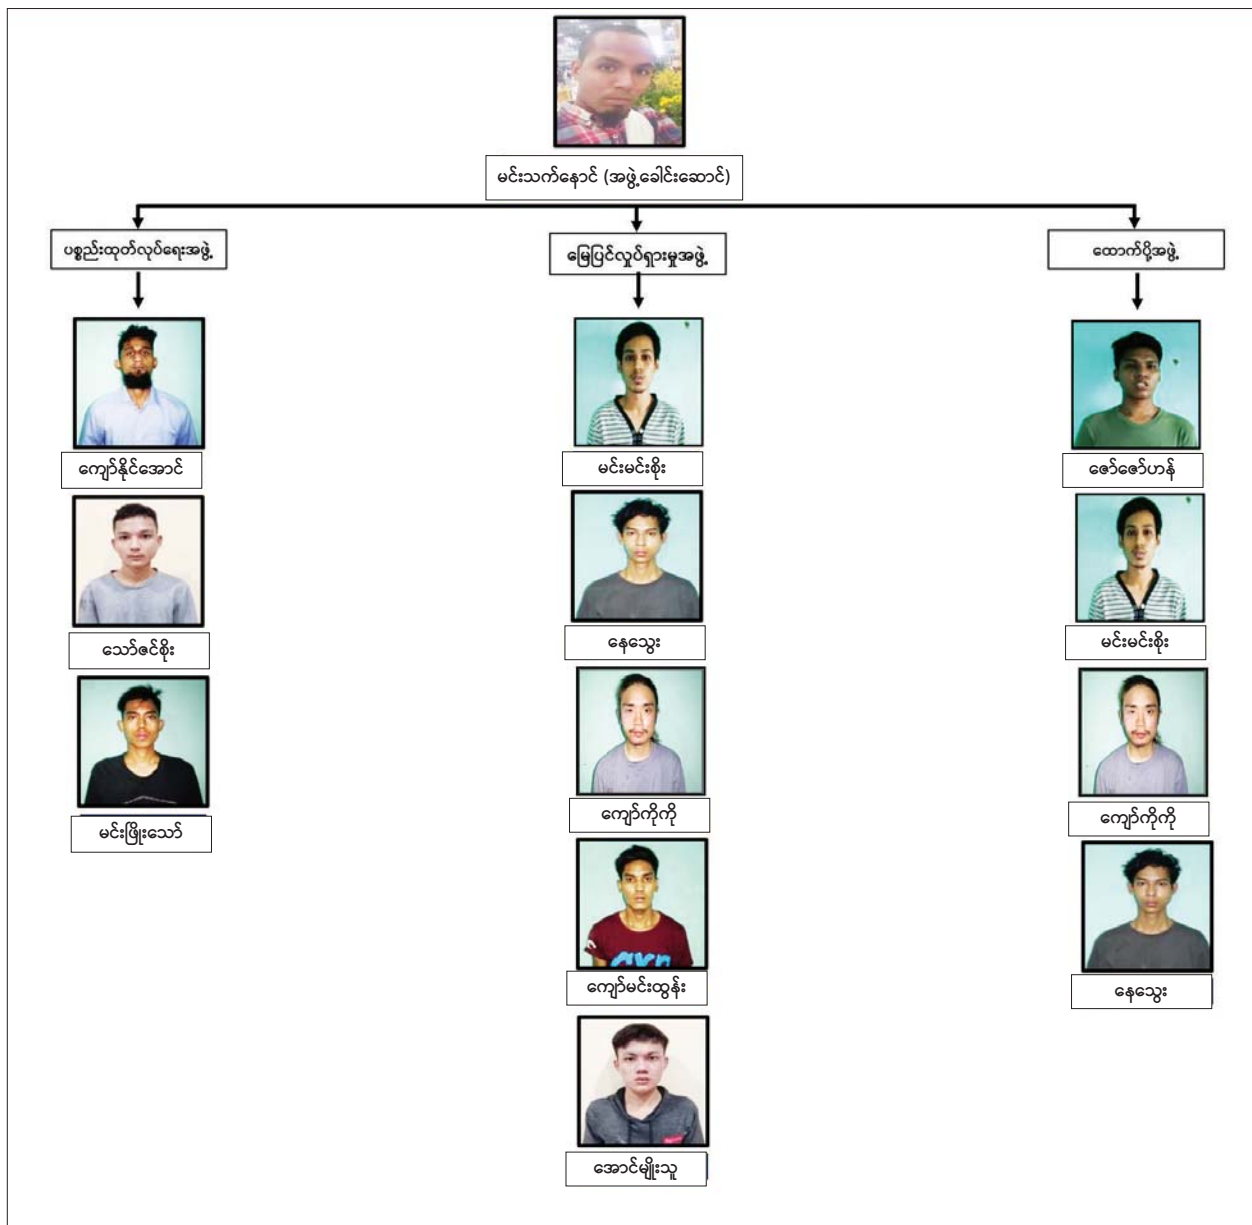 မင်းသက်နောင် (အဖွဲ့ခေါင်းဆောင်)
ပစ္စည်းထုတ်လုပ်ရေးအဖွဲ့
မြေပြင်လှုပ်ရှားမှုအဖွဲ့
ထောက်ပို့အဖွဲ့
ကျော်နိုင်အောင်
သော်ဇင်စိုး
မင်းဖြိုးသော်
မင်းမင်းစိုး
နေသွေး
ကျော်ကိုကို
ကျော်မင်းထွန်း
အောင်မျိုးသူ
ဇော်ဇော်ဟန်
မင်းမင်းစိုး
ကျော်ကိုကို
နေသွေး